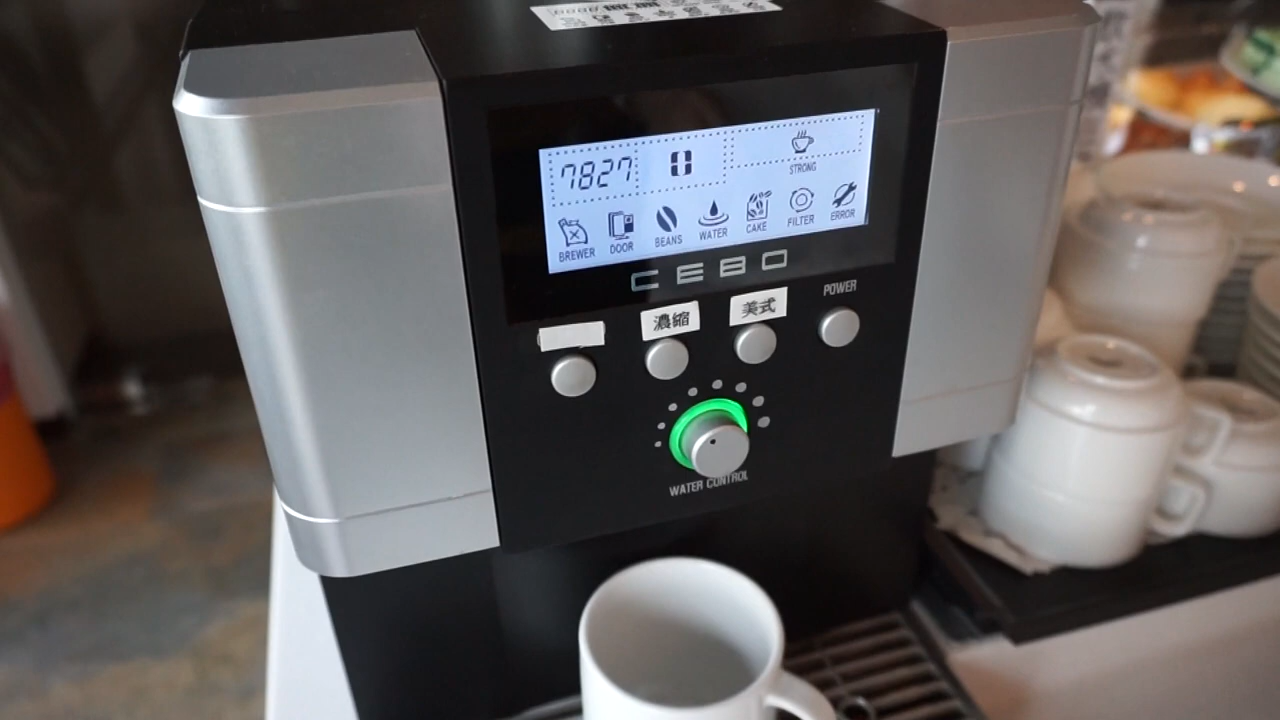 7827
STRONG
BREWER DOOR BEANS WATER CAKE FILTER ERROR
CEBO
濃縮 美式 POWER
WATER CONTROL